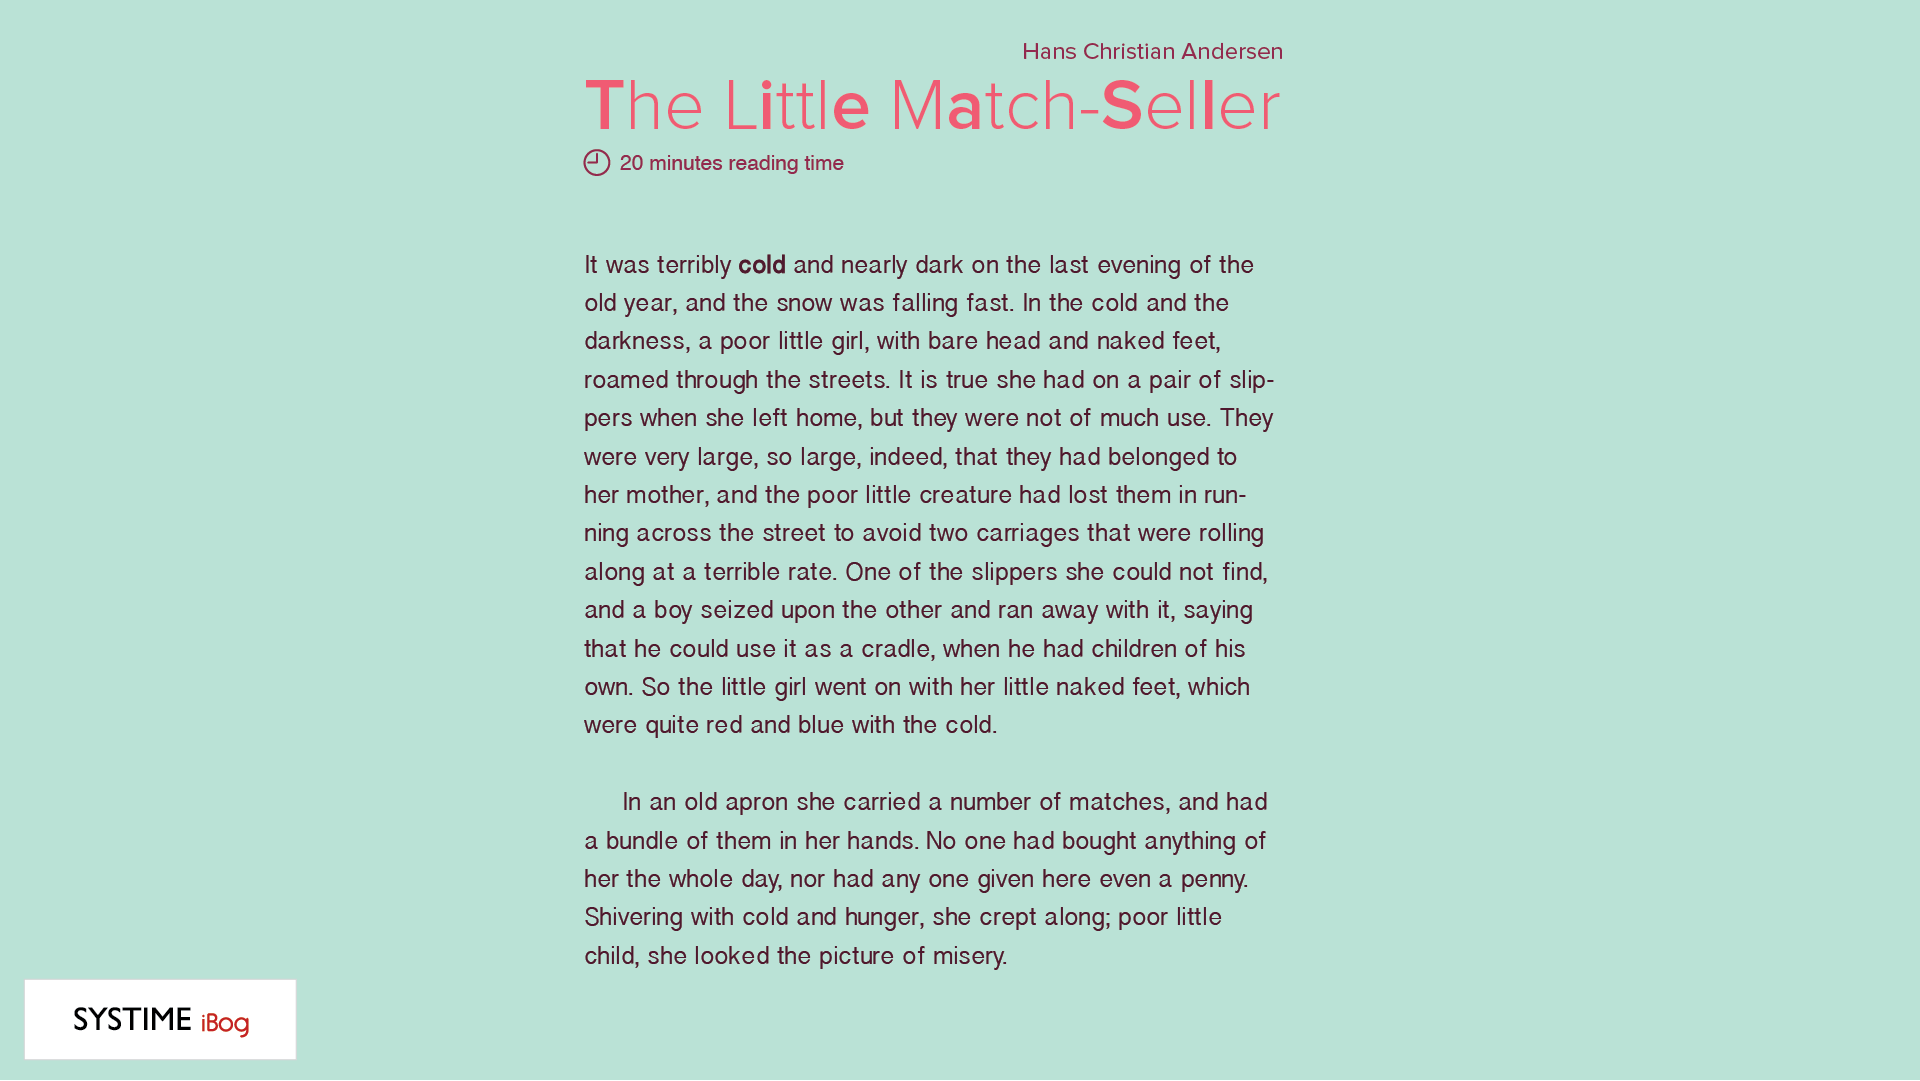 Hans Christian Andersen
The Little Match-Seller
20 minutes reading time
It was terribly cold and nearly dark on the last evening of the
old year, and the snow was falling fast. In the cold and the
darkness, a poor little girl, with bare head and naked feet,
roamed through the streets. It is true she had on a pair of slip-
pers when she left home, but they were not of much use. They
were very large, so large, indeed, that they had belonged to
her mother, and the poor little creature had lost them in run-
ning across the street to avoid two carriages that were rolling
along at a terrible rate. One of the slippers she could not find,
and a boy seized upon the other and ran away with it, saying
that he could use it as a cradle, when he had children of his
own. So the little girl went on with her little naked feet, which
were quite red and blue with the cold.
In an old apron she carried a number of matches, and had
a bundle of them in her hands. No one had bought anything of
her the whole day, nor had any one given here even a penny.
Shivering with cold and hunger, she crept along; poor little
child, she looked the picture of misery.
SYSTIME iBog